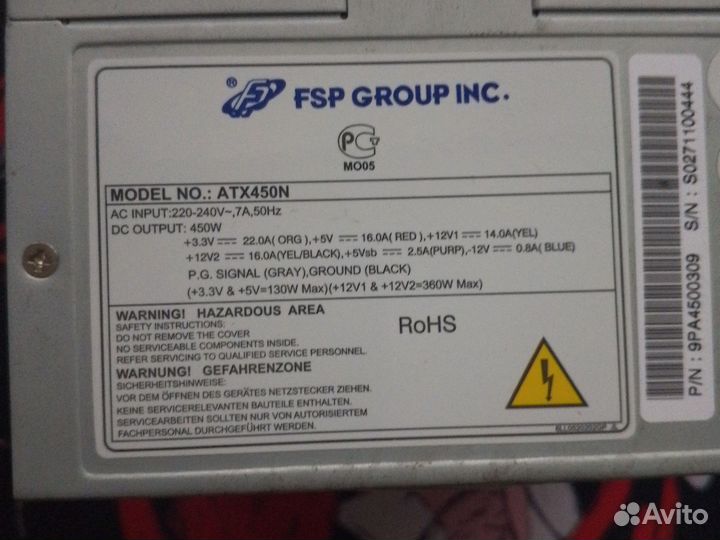 FSP GROUP INC.
MO05
MODEL NO.: ATX450N
AC INPUT:220-240V~,7A,50Hz
DC OUTPUT: 450W
+3.3V ⎓ 22.0A( ORG ),+5V ⎓ 16.0A( RED ),+12V1 ⎓ 14.0A(YEL)
+12V2 ⎓ 16.0A(YEL/BLACK),+5Vsb ⎓ 2.5A(PURP),-12V ⎓ 0.8A( BLUE)
P.G. SIGNAL (GRAY),GROUND (BLACK)
(+3.3V & +5V=130W Max)(+12V1 & +12V2=360W Max)
WARNING! HAZARDOUS AREA
SAFETY INSTRUCTIONS:
DO NOT REMOVE THE COVER
NO SERVICEABLE COMPONENTS INSIDE.
REFER SERVICING TO QUALIFIED SERVICE PERSONNEL.
WARNUNG! GEFAHRENZONE
SICHERHEITSHINWEISE:
VOR DEM ÖFFNEN DES GERÄTES NETZSTECKER ZIEHEN.
KEINE SERVICERELEVANTEN BAUTEILE ENTHALTEN.
SERVICEARBEITEN SOLLTEN NUR VON AUTORISIERTEM
FACHPERSONAL DURCHGEFÜHRT WERDEN.
RoHS
P/N : 9PA4500309 S/N : S0271100444
Avito